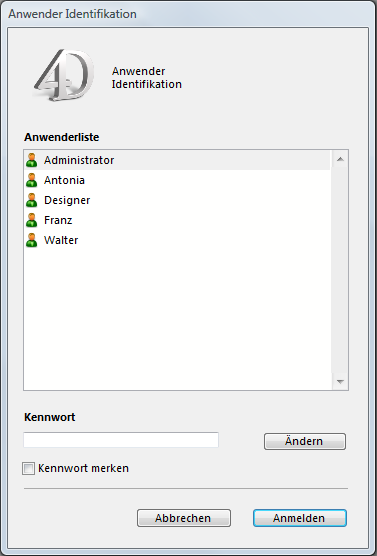 Anwender Identifikation
4D
Anwender
Identifikation
Anwenderliste
Administrator
Antonia
Designer
Franz
Walter
Kennwort
Ändern
Kennwort merken
Abbrechen Anmelden